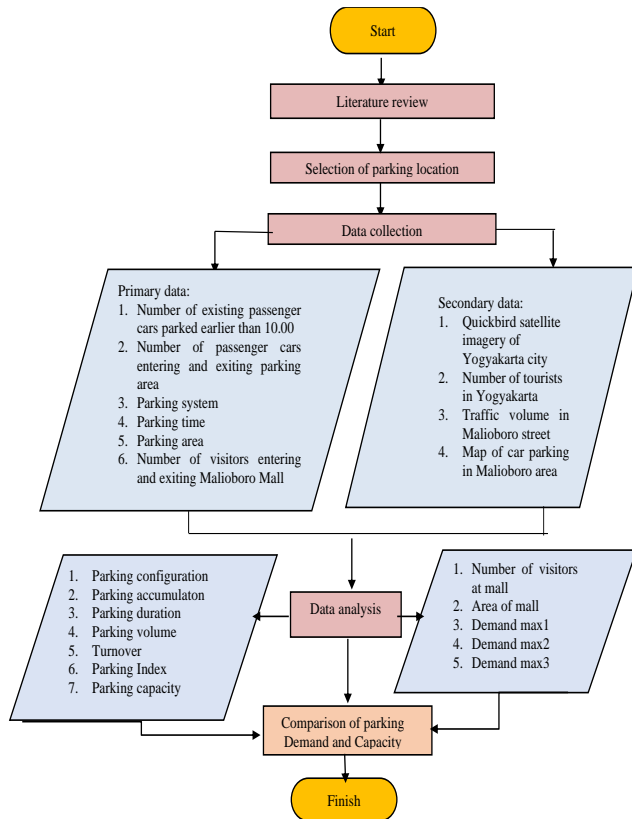 Start
Literature review
Selection of parking location
Data collection
Primary data:
1. Number of existing passenger
cars parked earlier than 10.00
2. Number of passenger cars
entering and exiting parking
area
3. Parking system
4. Parking time
5. Parking area
6. Number of visitors entering
and exiting Malioboro Mall
Secondary data:
1. Quickbird satellite
imagery of
Yogyakarta city
2. Number of tourists
in Yogyakarta
3. Traffic volume in
Malioboro street
4. Map of car parking
in Malioboro area
1. Parking configuration
2. Parking accumulaton
3. Parking duration
4. Parking volume
5. Turnover
6. Parking Index
7. Parking capacity
Data analysis
1. Number of visitors
at mall
2. Area of mall
3. Demand max1
4. Demand max2
5. Demand max3
Comparison of parking
Demand and Capacity
Finish